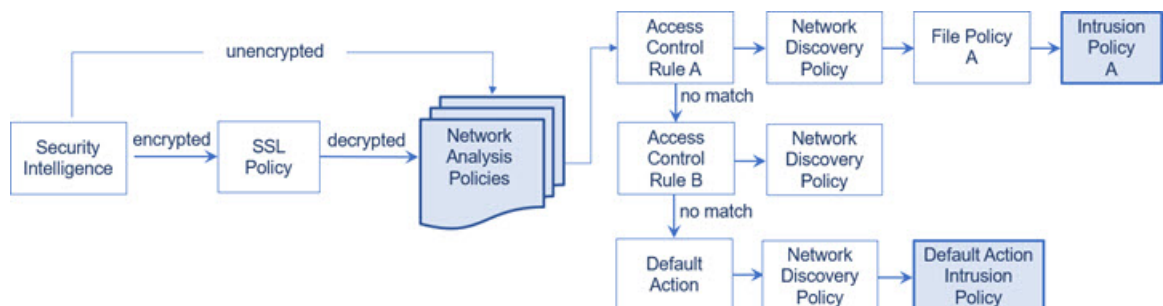 unencrypted
Security
Intelligence
encrypted
SSL
Policy
decrypted
Network
Analysis
Policies
Access
Control
Rule A
Network
Discovery
Policy
File Policy
A
Intrusion
Policy
A
no match
Access
Control
Rule B
Network
Discovery
Policy
no match
Default
Action
Network
Discovery
Policy
Default Action
Intrusion
Policy